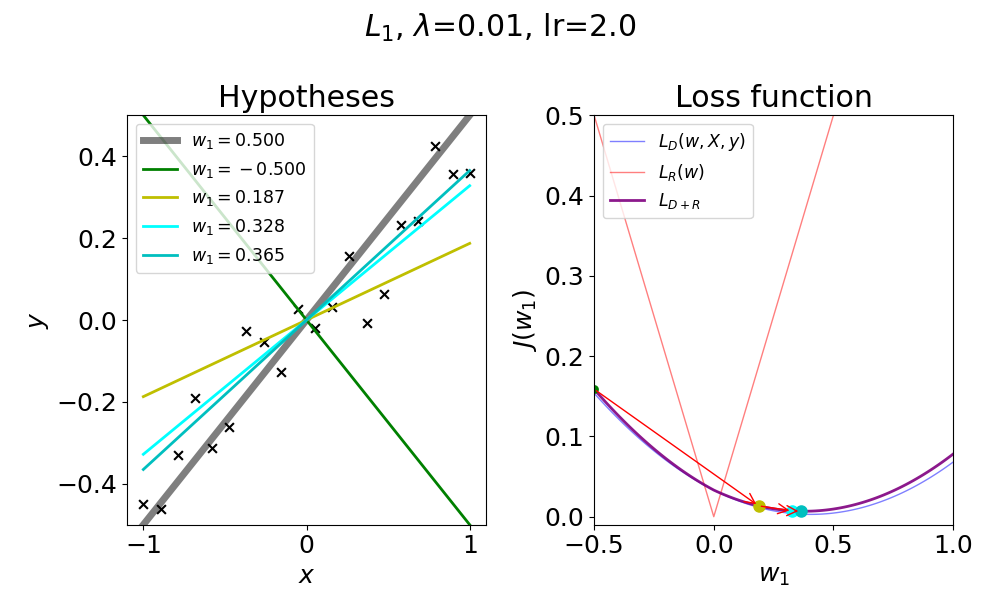 L₁, λ=0.01, lr=2.0
Hypotheses
w₁ = 0.500
w₁ = −0.500
w₁ = 0.187
w₁ = 0.328
w₁ = 0.365
0.4
0.2
0.0
−0.2
−0.4
y
−1
0
1
x
Loss function
L_D(w, X, y)
L_R(w)
L_{D+R}
0.5
0.4
0.3
0.2
0.1
0.0
J(w₁)
−0.5
0.0
0.5
1.0
w₁